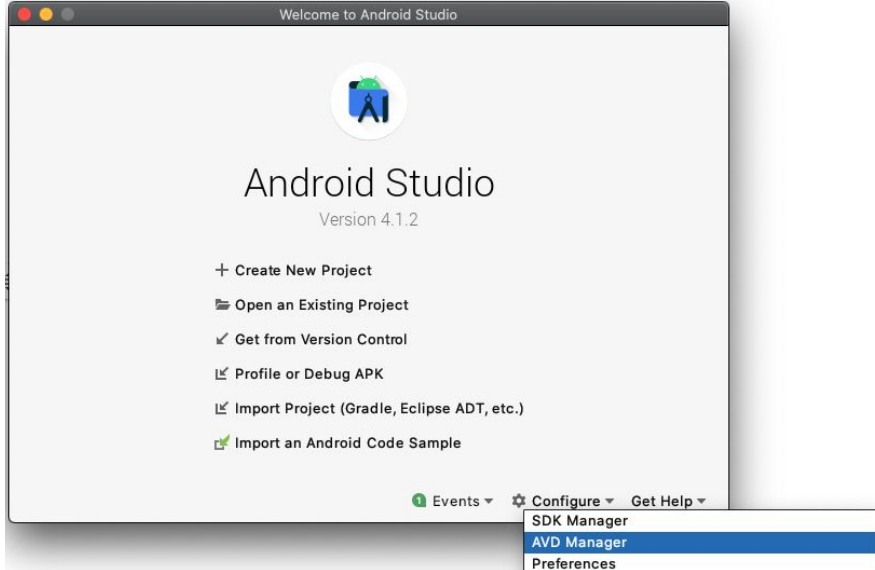 Welcome to Android Studio
Android Studio
Version 4.1.2
Create New Project
Open an Existing Project
Get from Version Control
Profile or Debug APK
Import Project (Gradle, Eclipse ADT, etc.)
Import an Android Code Sample
1 Events Configure Get Help
SDK Manager
AVD Manager
Preferences